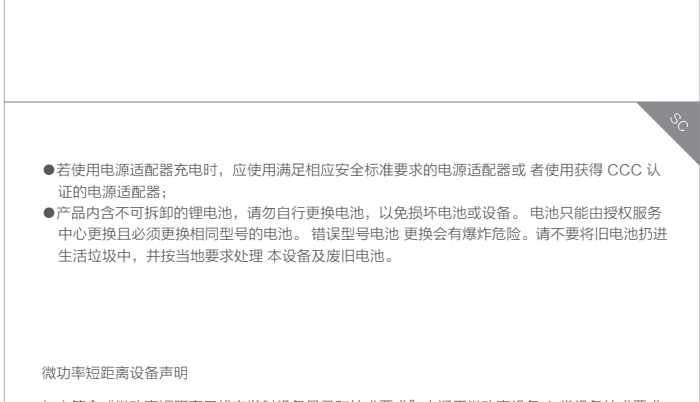 SC
●若使用电源适配器充电时，应使用满足相应安全标准要求的电源适配器或 者使用获得 CCC 认
证的电源适配器；
●产品内含不可拆卸的锂电池，请勿自行更换电池，以免损坏电池或设备。 电池只能由授权服务
中心更换且必须更换相同型号的电池。 错误型号电池 更换会有爆炸危险。请不要将旧电池扔进
生活垃圾中，并按当地要求处理 本设备及废旧电池。
微功率短距离设备声明